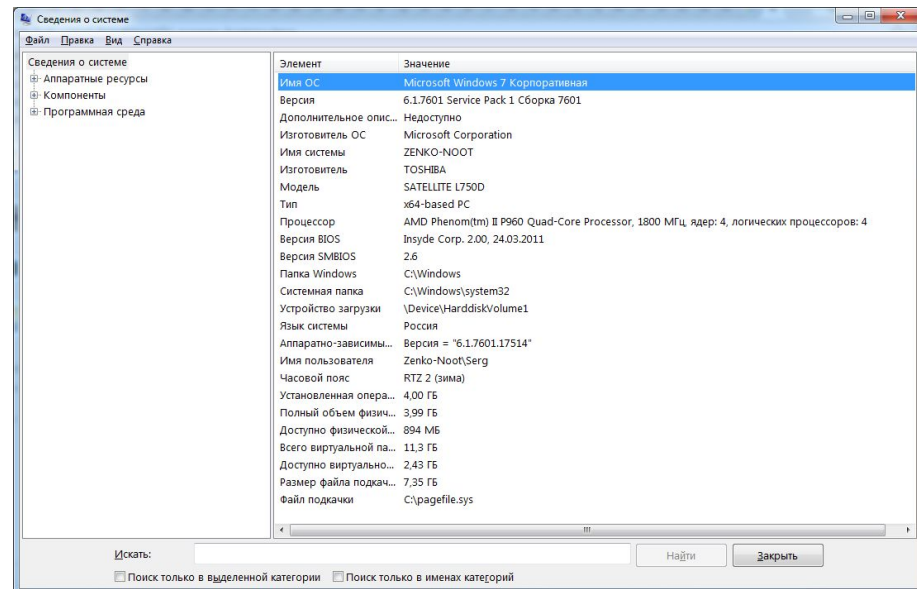 Сведения о системе
Файл Правка Вид Справка
Сведения о системе
Аппаратные ресурсы
Компоненты
Программная среда
Элемент Значение
Имя ОС Microsoft Windows 7 Корпоративная
Версия 6.1.7601 Service Pack 1 Сборка 7601
Дополнительное опис... Недоступно
Изготовитель ОС Microsoft Corporation
Имя системы ZENKO-NOOT
Изготовитель TOSHIBA
Модель SATELLITE L750D
Тип x64-based PC
Процессор AMD Phenom(tm) II P960 Quad-Core Processor, 1800 МГц, ядер: 4, логических процессоров: 4
Версия BIOS Insyde Corp. 2.00, 24.03.2011
Версия SMBIOS 2.6
Папка Windows C:\Windows
Системная папка C:\Windows\system32
Устройство загрузки \Device\HarddiskVolume1
Язык системы Россия
Аппаратно-зависимы... Версия = "6.1.7601.17514"
Имя пользователя Zenko-Noot\Serg
Часовой пояс RTZ 2 (зима)
Установленная опера... 4,00 ГБ
Полный объем физич... 3,99 ГБ
Доступно физической... 894 МБ
Всего виртуальной па... 11,3 ГБ
Доступно виртуально... 2,43 ГБ
Размер файла подкач... 7,35 ГБ
Файл подкачки C:\pagefile.sys
Искать: Найти Закрыть
Поиск только в выделенной категории Поиск только в именах категорий